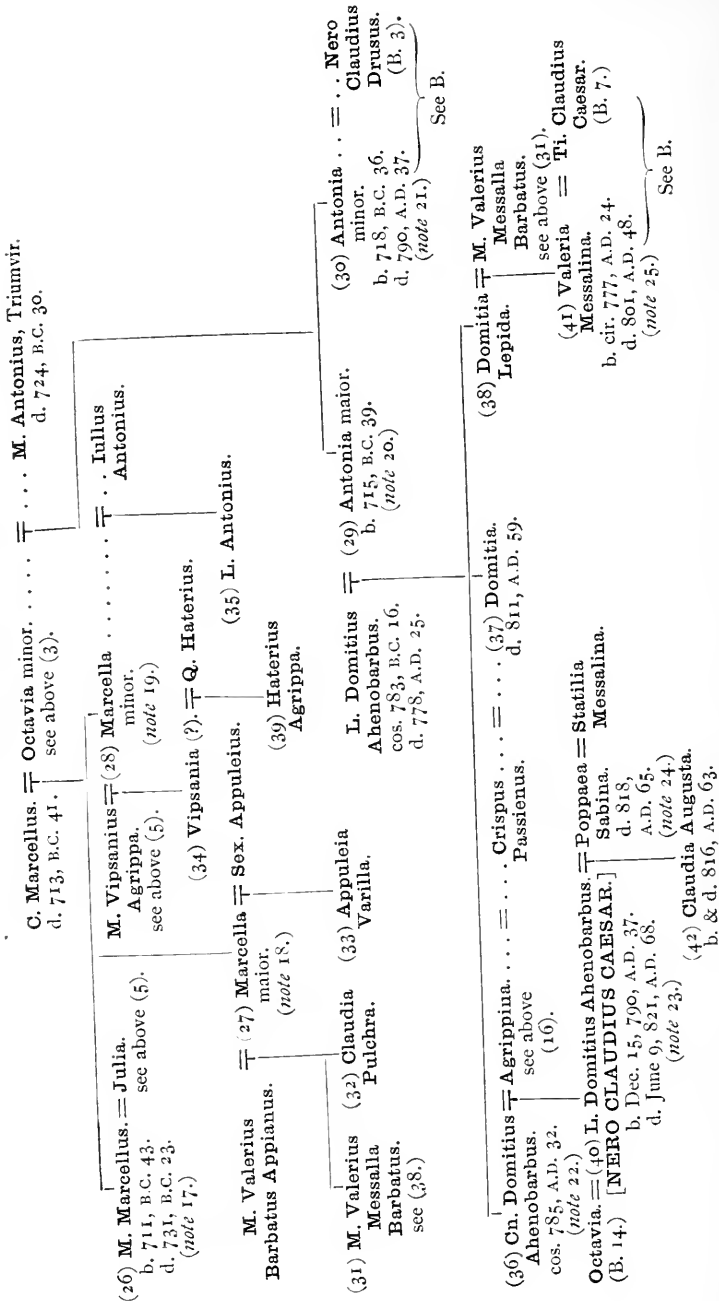 C. Marcellus. = Octavia minor. . . . . = . . . M. Antonius, Triumvir.
d. 713, B.C. 41. see above (3). d. 724, B.C. 30.
(26) M. Marcellus. = Julia.
b. 711, B.C. 43. see above (5).
d. 731, B.C. 23.
(note 17.)
M. Vipsanius = (28) Marcella . . . . . . . . = . . Iullus
Agrippa. minor. Antonius.
see above (5). (note 19.)
(34) Vipsania (?). = Q. Haterius.
(35) L. Antonius.
M. Valerius = (27) Marcella = Sex. Appuleius.
Barbatus Appianus. maior.
(note 18.)
(39) Haterius
Agrippa.
(31) M. Valerius (32) Claudia (33) Appuleia
Messalla Pulchra. Varilla.
Barbatus.
see (38.)
L. Domitius = (29) Antonia maior.
Ahenobarbus. b. 715, B.C. 39.
cos. 783, B.C. 16. (note 20.)
d. 778, A.D. 25.
(30) Antonia . . = . . Nero
minor. Claudius
b. 718, B.C. 36. Drusus.
d. 790, A.D. 37. (B. 3).
(note 21.)
See B.
(36) Cn. Domitius = Agrippina. . . . = . . . Crispus . . . = . . . (37) Domitia.
Ahenobarbus. see above Passienus. d. 811, A.D. 59.
cos. 785, A.D. 32. (16).
(note 22.)
(38) Domitia = M. Valerius
Lepida. Messalla
Barbatus.
see above (31).
Octavia. = (40) L. Domitius Ahenobarbus. = Poppaea = Statilia
(B. 14.) [NERO CLAUDIUS CAESAR.] Sabina. Messalina.
b. Dec. 15, 790, A.D. 37. d. 818,
d. June 9, 821, A.D. 68. A.D. 65.
(note 23.) (note 24.)
(42) Claudia Augusta.
b. & d. 816, A.D. 63.
(41) Valeria = Ti. Claudius
Messalina. Caesar.
b. cir. 777, A.D. 24. (B. 7.)
d. 801, A.D. 48.
(note 25.)
See B.